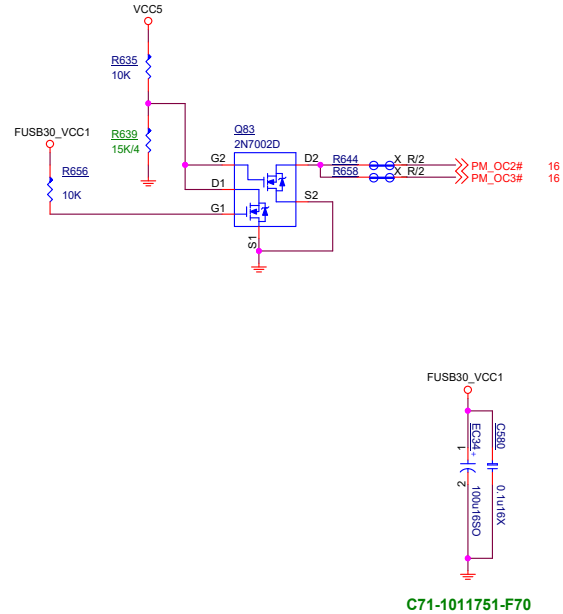 VCC5
R635
10K
FUSB30_VCC1
R639
15K/4
Q83
2N7002D
R656
10K
G2
D2
R644
X R/2
PM_OC2# 16
R658
X R/2
PM_OC3# 16
D1
S2
G1
S1
FUSB30_VCC1
EC34
C580
1
+
2
100u16SO
0.1u16X
C71-1011751-F70